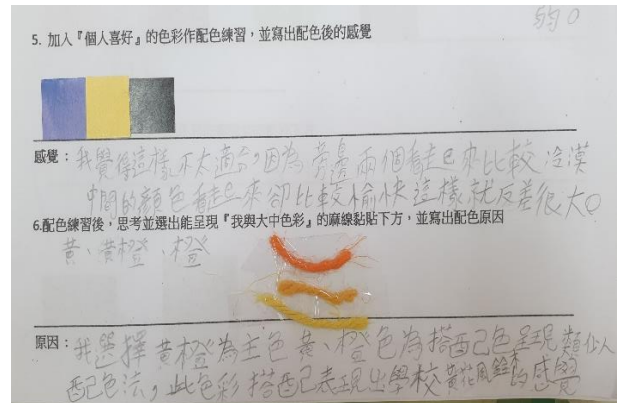 的。
5. 加入『個人喜好』的色彩作配色練習，並寫出配色後的感覺
感覺：我覺得這樣不太適合，因為旁邊兩個看起來比較冷漠
中間的顏色看起來卻比較愉快這樣就反差很大。
6.配色練習後，思考並選出能呈現『我與大中色彩』的麻線黏貼下方，並寫出配色原因
黃、黃橙、橙
原因：我選擇黃橙為主色黃、橙色為搭配色呈現類似
配色法，此色彩搭配表現出學校黃花風鈴木的感覺